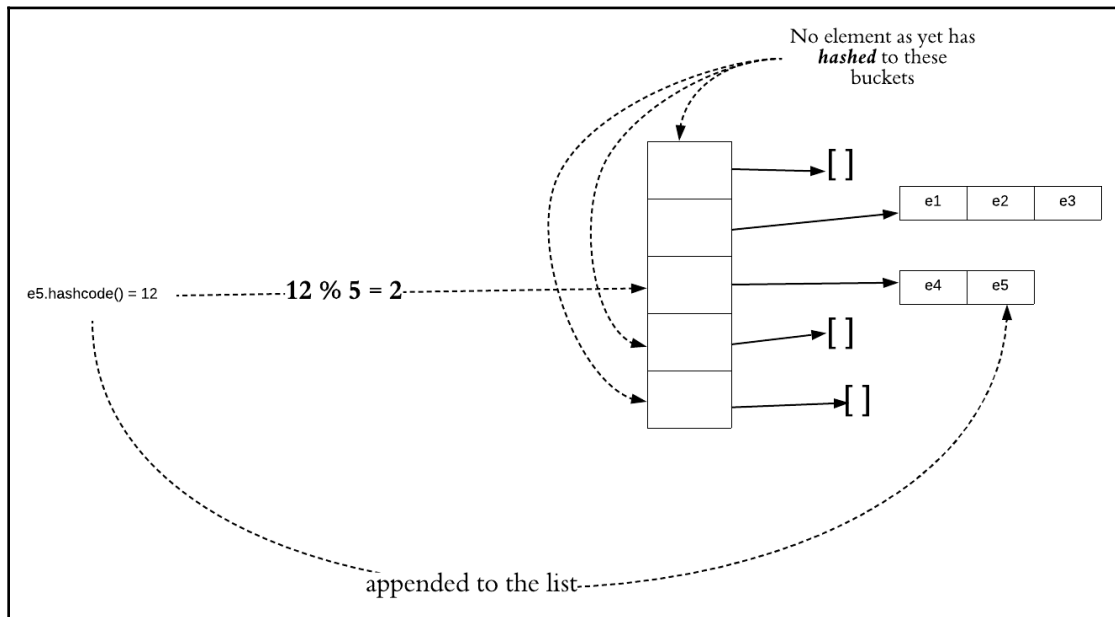 No element as yet has
hashed to these
buckets
[ ]
e1 e2 e3
e5.hashcode() = 12
12 % 5 = 2
e4 e5
[ ]
[ ]
appended to the list